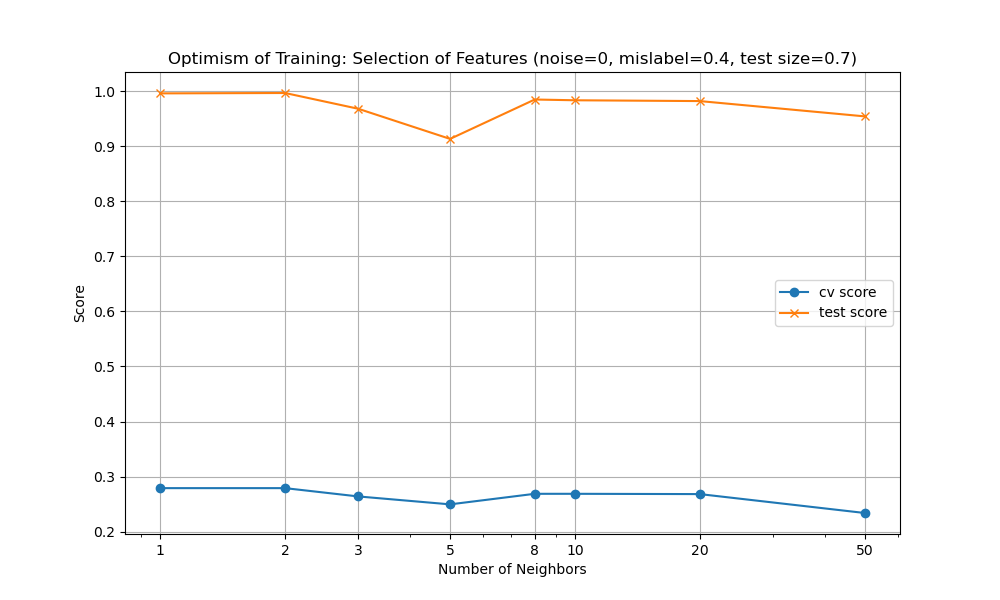 Optimism of Training: Selection of Features (noise=0, mislabel=0.4, test size=0.7)
1.0
0.9
0.8
0.7
0.6
0.5
0.4
0.3
0.2
Score
cv score
test score
1 2 3 5 8 10 20 50
Number of Neighbors